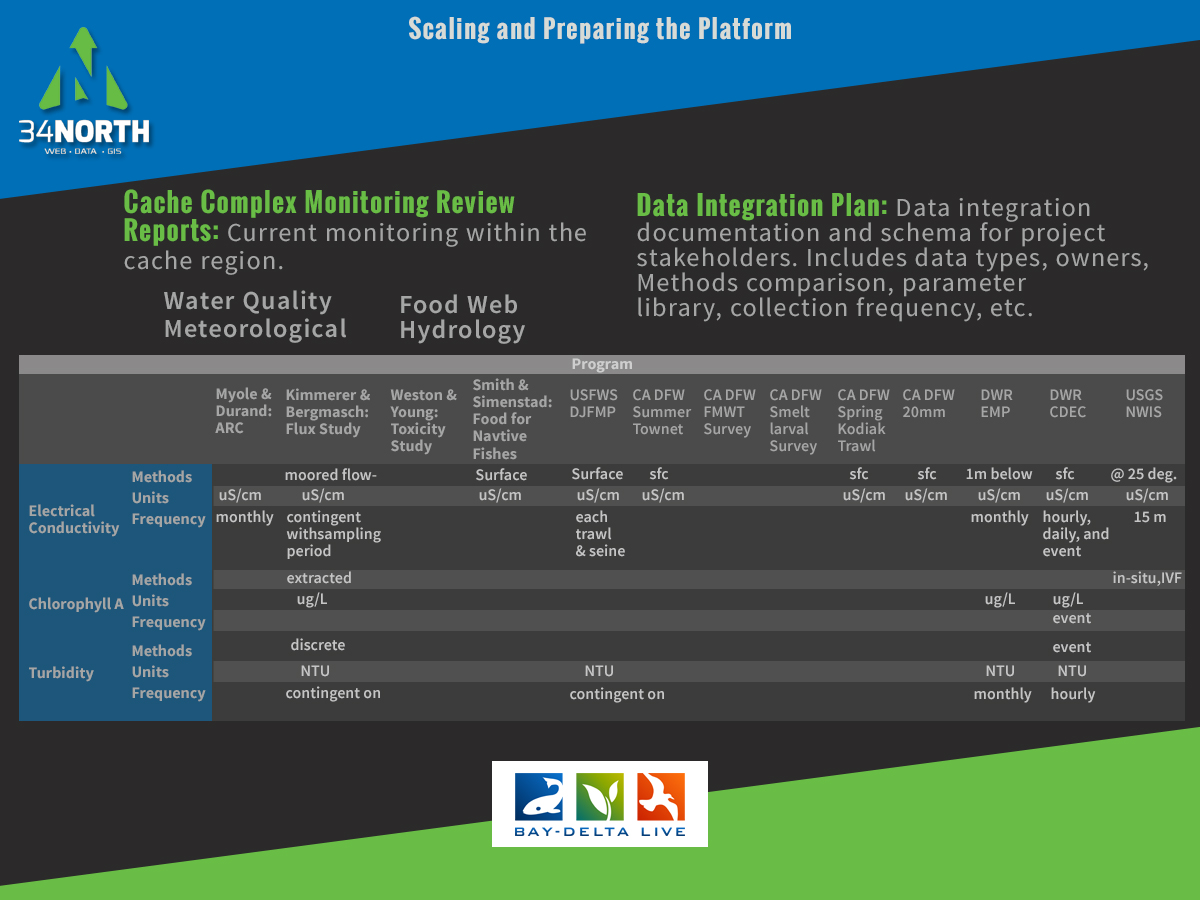 Scaling and Preparing the Platform
34NORTH
WEB • DATA • GIS
Cache Complex Monitoring Review
Reports: Current monitoring within the
cache region.
Water Quality
Meteorological
Food Web
Hydrology
Data Integration Plan: Data integration
documentation and schema for project
stakeholders. Includes data types, owners,
Methods comparison, parameter
library, collection frequency, etc.
Program
Myole &
Durand:
ARC
Kimmerer &
Bergmasch:
Flux Study
Weston &
Young:
Toxicity
Study
Smith &
Simenstad:
Food for
Navtive
Fishes
USFWS
DJFMP
CA DFW
Summer
Townet
CA DFW
FMWT
Survey
CA DFW
Smelt
larval
Survey
CA DFW
Spring
Kodiak
Trawl
CA DFW
20mm
DWR
EMP
DWR
CDEC
USGS
NWIS
Electrical
Conductivity
Methods moored flow- Surface Surface sfc sfc sfc 1m below sfc @ 25 deg.
Units uS/cm uS/cm uS/cm uS/cm uS/cm uS/cm uS/cm uS/cm uS/cm uS/cm
Frequency monthly contingent each monthly hourly, 15 m
withsampling trawl daily, and
period & seine event
Chlorophyll A
Methods extracted in-situ,IVF
Units ug/L ug/L ug/L
Frequency event
Turbidity
Methods discrete event
Units NTU NTU NTU NTU
Frequency contingent on contingent on monthly hourly
BAY-DELTA LIVE